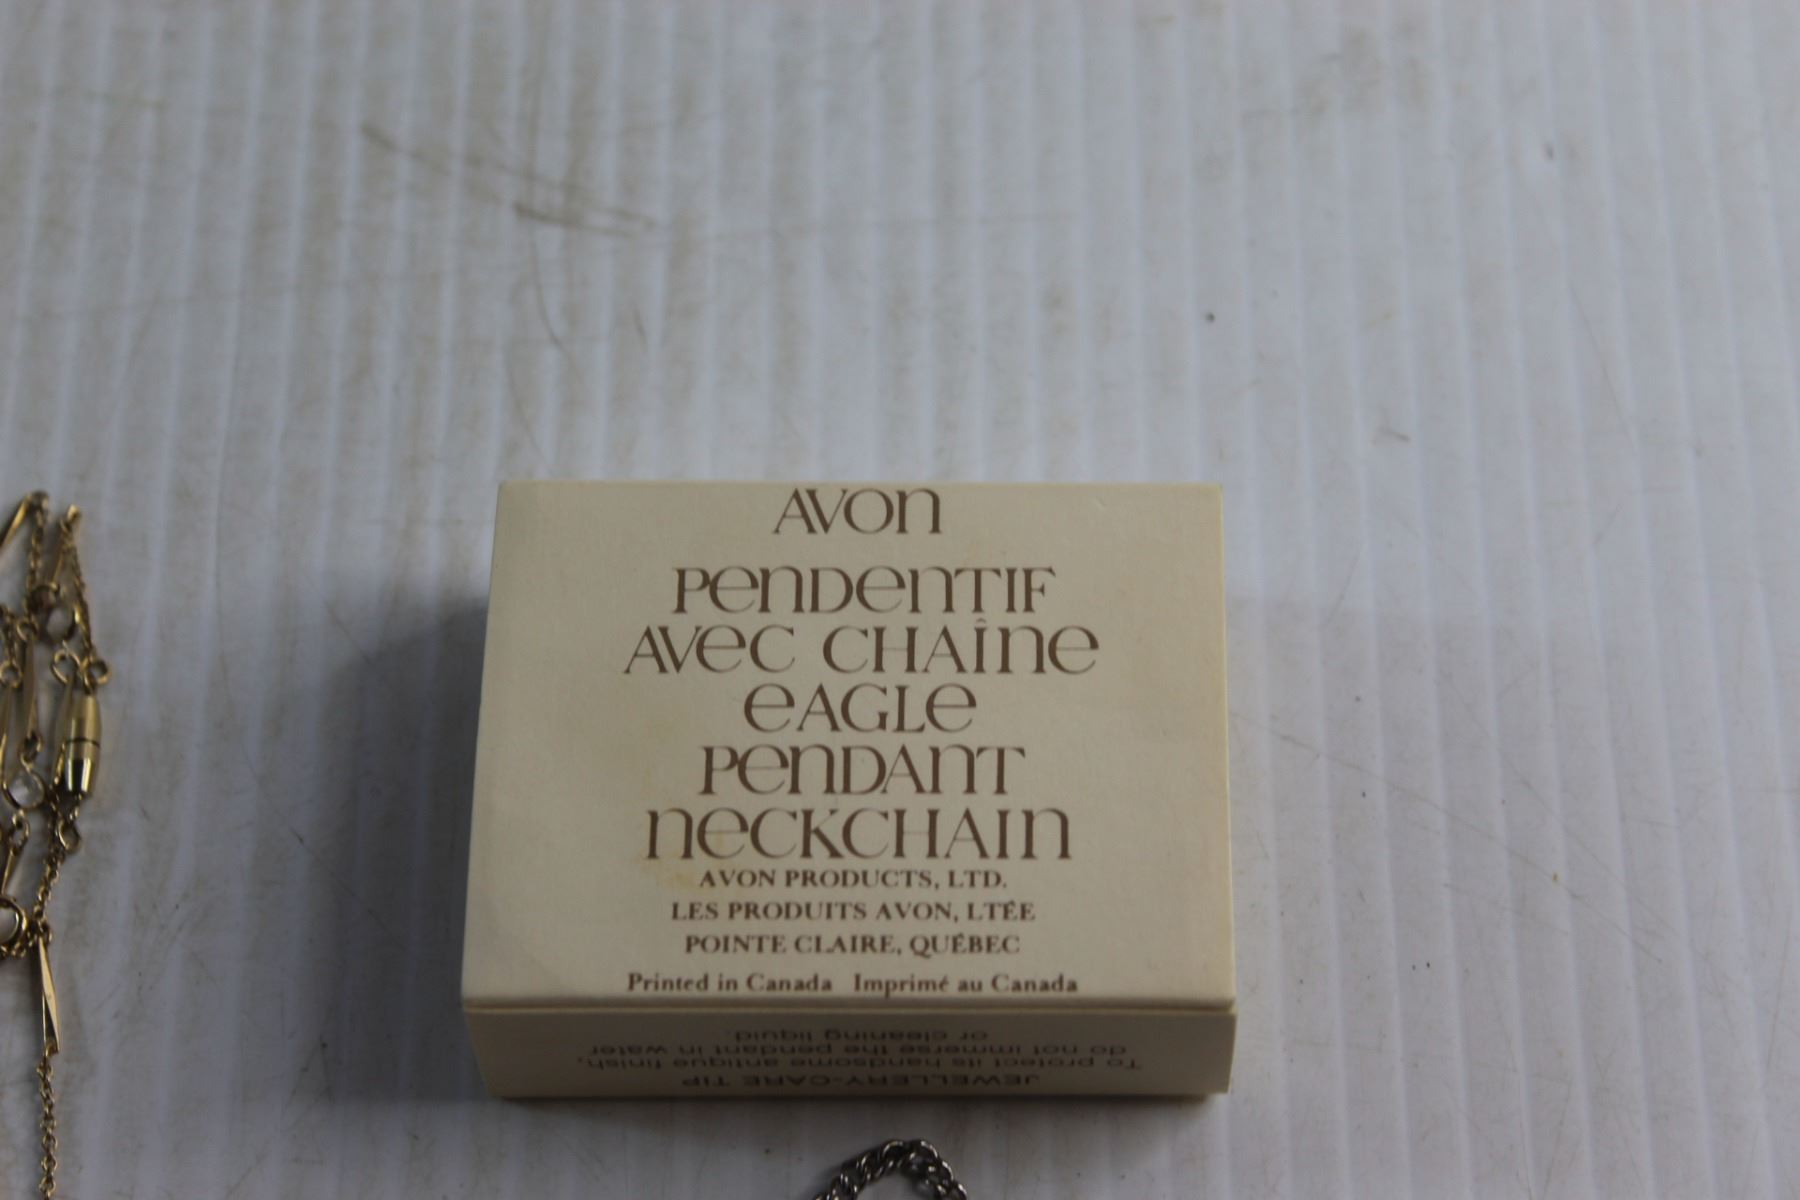 AVON
PENDENTIF
AVEC CHAÎNE
EAGLE
PENDANT
NECKCHAIN
AVON PRODUCTS, LTD.
LES PRODUITS AVON, LTÉE
POINTE CLAIRE, QUÉBEC
Printed in Canada Imprimé au Canada
JEWELLERY-CARE TIP
To protect its handsome antique finish,
do not immerse the pendant in water
or cleaning liquid.